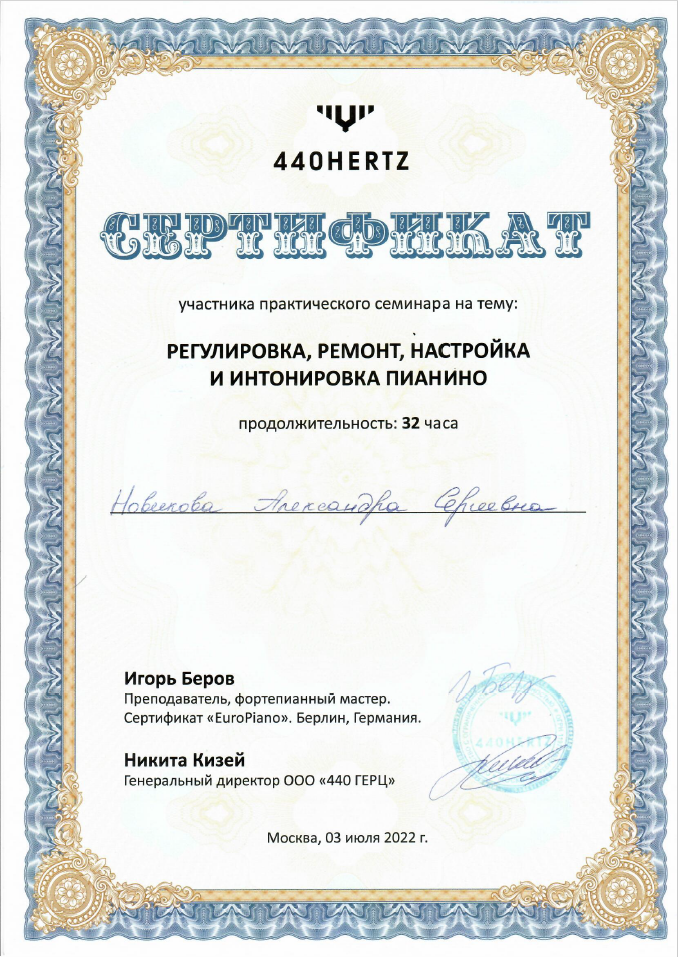 440HERTZ
СЕРТИФИКАТ
участника практического семинара на тему:
РЕГУЛИРОВКА, РЕМОНТ, НАСТРОЙКА
И ИНТОНИРОВКА ПИАНИНО
продолжительность: 32 часа
Новикова Александра Сергеевна
Игорь Беров
Преподаватель, фортепианный мастер.
Сертификат «EuroPiano». Берлин, Германия.
440HERTZ
Никита Кизей
Генеральный директор ООО «440 ГЕРЦ»
Москва, 03 июля 2022 г.